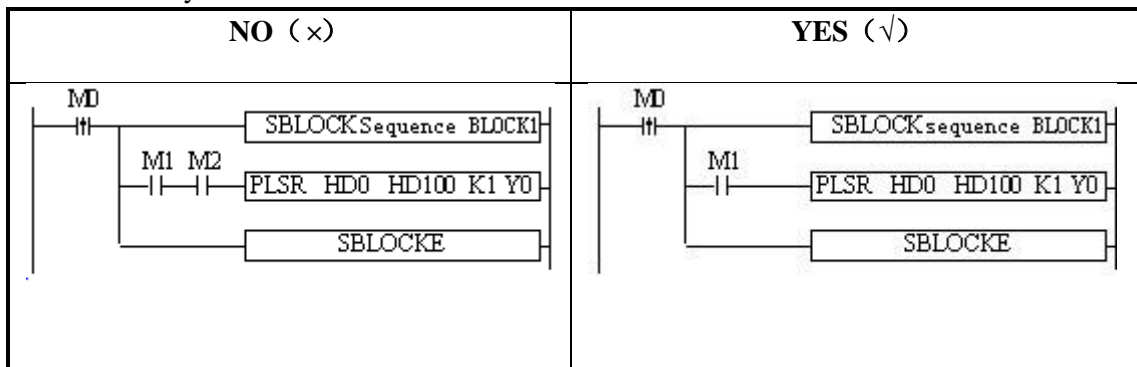 NO（×） YES（√）
M0 M0
SBLOCK Sequence BLOCK1 SBLOCK sequence BLOCK1
M1 M2 M1
PLSR HD0 HD100 K1 Y0 PLSR HD0 HD100 K1 Y0
SBLOCKE SBLOCKE